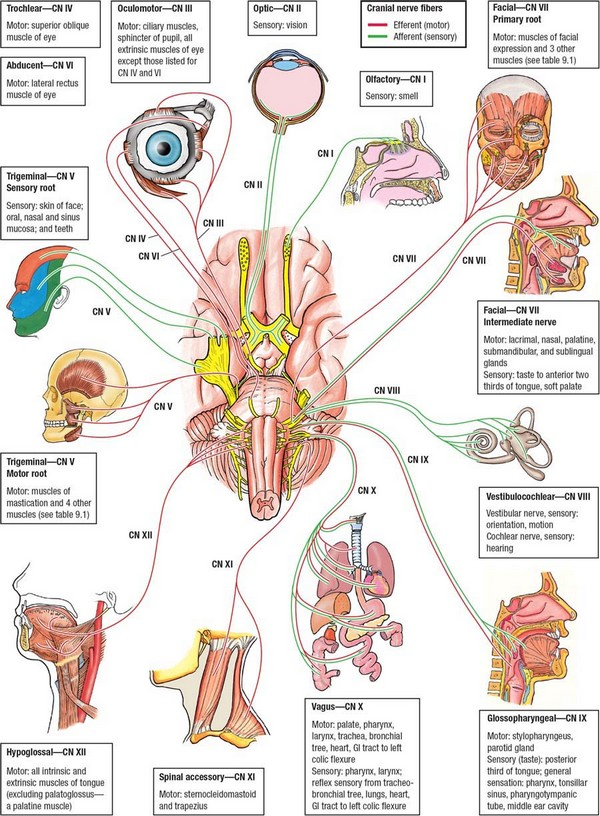 Trochlear—CN IV
Motor: superior oblique
muscle of eye
Oculomotor—CN III
Motor: ciliary muscles,
sphincter of pupil, all
extrinsic muscles of eye
except those listed for
CN IV and VI
Optic—CN II
Sensory: vision
Cranial nerve fibers
Efferent (motor)
Afferent (sensory)
Facial—CN VII
Primary root
Motor: muscles of facial
expression and 3 other
muscles (see table 9.1)
Abducent—CN VI
Motor: lateral rectus
muscle of eye
Olfactory—CN I
Sensory: smell
Trigeminal—CN V
Sensory root
Sensory: skin of face;
oral, nasal and sinus
mucosa; and teeth
CN I
CN II
CN III
CN IV
CN VI
CN VII
CN VII
CN V
Facial—CN VII
Intermediate nerve
Motor: lacrimal, nasal, palatine,
submandibular, and sublingual
glands
Sensory: taste to anterior two
thirds of tongue, soft palate
CN V
CN VIII
Trigeminal—CN V
Motor root
Motor: muscles of
mastication and 4 other
muscles (see table 9.1)
CN IX
CN X
Vestibulocochlear—CN VIII
Vestibular nerve, sensory:
orientation, motion
Cochlear nerve, sensory:
hearing
CN XII
CN XI
Hypoglossal—CN XII
Motor: all intrinsic and
extrinsic muscles of tongue
(excluding palatoglossus—
a palatine muscle)
Spinal accessory—CN XI
Motor: sternocleidomastoid
and trapezius
Vagus—CN X
Motor: palate, pharynx,
larynx, trachea, bronchial
tree, heart, GI tract to left
colic flexure
Sensory: pharynx, larynx;
reflex sensory from tracheo-
bronchial tree, lungs, heart,
GI tract to left colic flexure
Glossopharyngeal—CN IX
Motor: stylopharyngeus,
parotid gland
Sensory (taste): posterior
third of tongue; general
sensation: pharynx, tonsillar
sinus, pharyngotympanic
tube, middle ear cavity